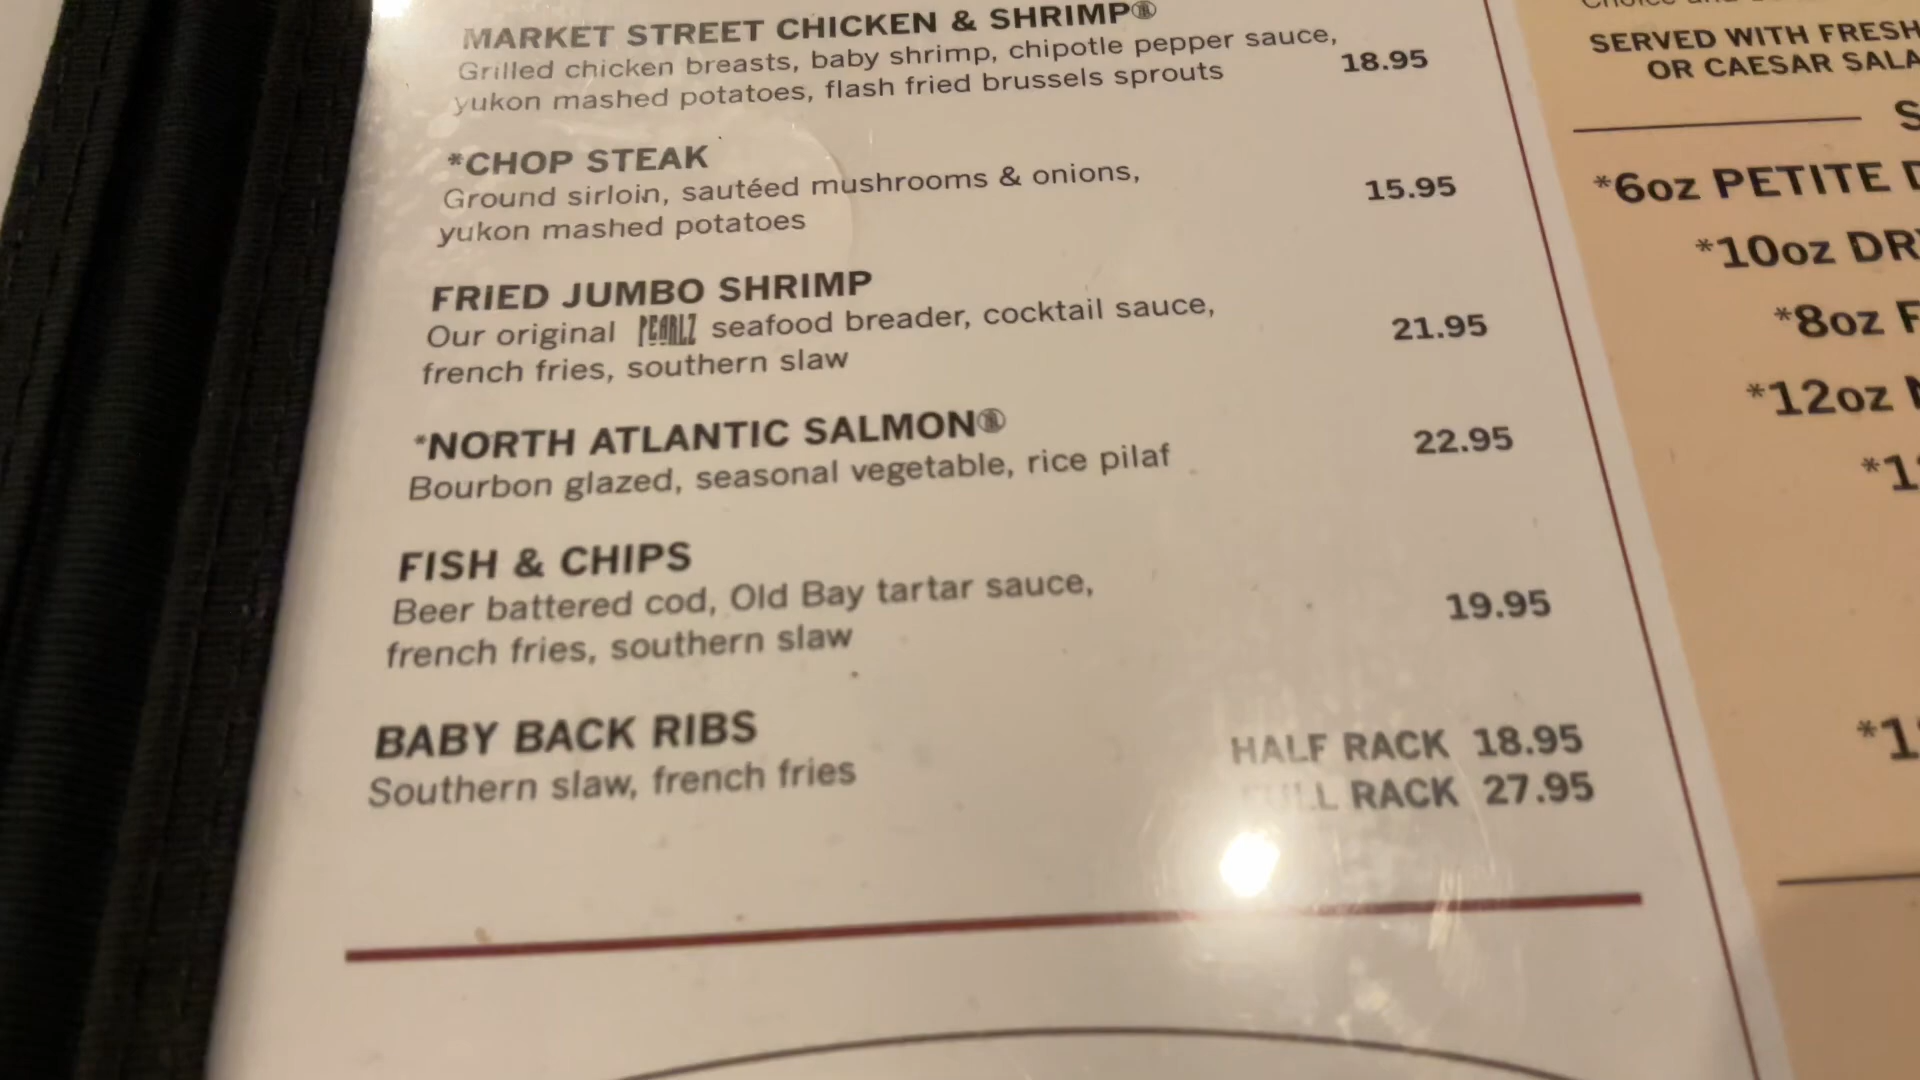 MARKET STREET CHICKEN & SHRIMP®
Grilled chicken breasts, baby shrimp, chipotle pepper sauce,
yukon mashed potatoes, flash fried brussels sprouts
18.95
*CHOP STEAK
Ground sirloin, sautéed mushrooms & onions,
yukon mashed potatoes
15.95
FRIED JUMBO SHRIMP
Our original PEARLZ seafood breader, cocktail sauce,
french fries, southern slaw
21.95
*NORTH ATLANTIC SALMON®
Bourbon glazed, seasonal vegetable, rice pilaf
22.95
FISH & CHIPS
Beer battered cod, Old Bay tartar sauce,
french fries, southern slaw
19.95
BABY BACK RIBS
Southern slaw, french fries
HALF RACK 18.95
FULL RACK 27.95
SERVED WITH FRESH
OR CAESAR
*6oz PETITE
*10oz
*8oz
*12oz